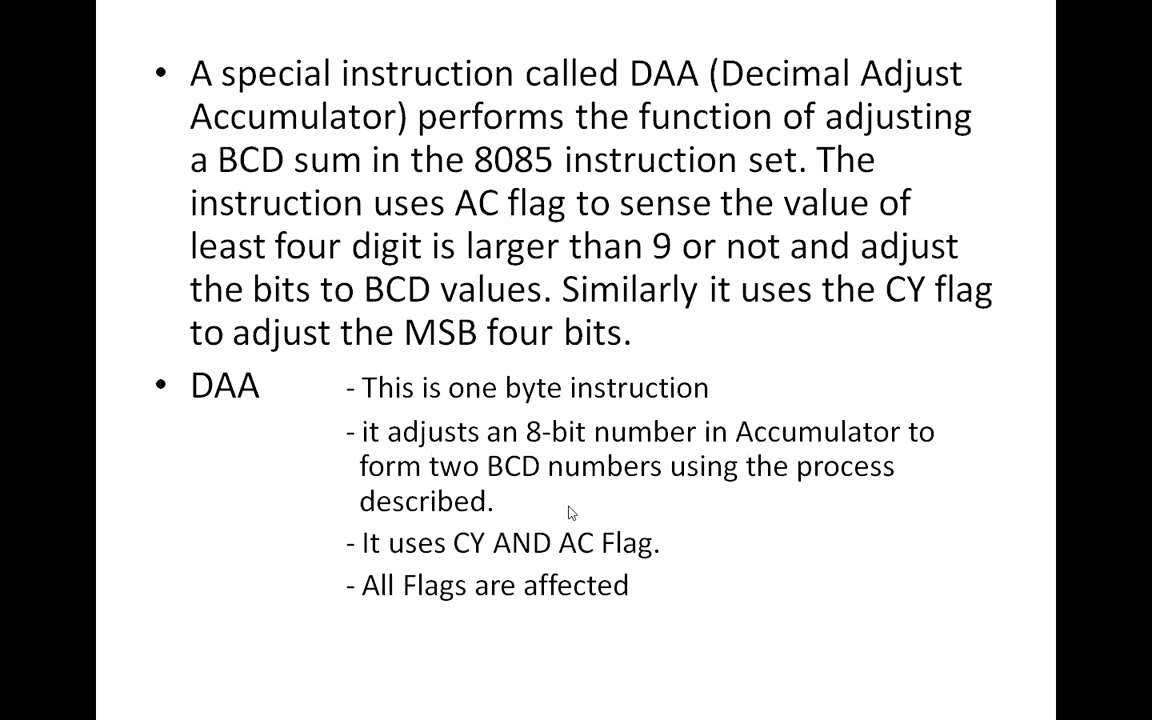 • A special instruction called DAA (Decimal Adjust
Accumulator) performs the function of adjusting
a BCD sum in the 8085 instruction set. The
instruction uses AC flag to sense the value of
least four digit is larger than 9 or not and adjust
the bits to BCD values. Similarly it uses the CY flag
to adjust the MSB four bits.
• DAA - This is one byte instruction
- it adjusts an 8-bit number in Accumulator to
form two BCD numbers using the process
described.
- It uses CY AND AC Flag.
- All Flags are affected